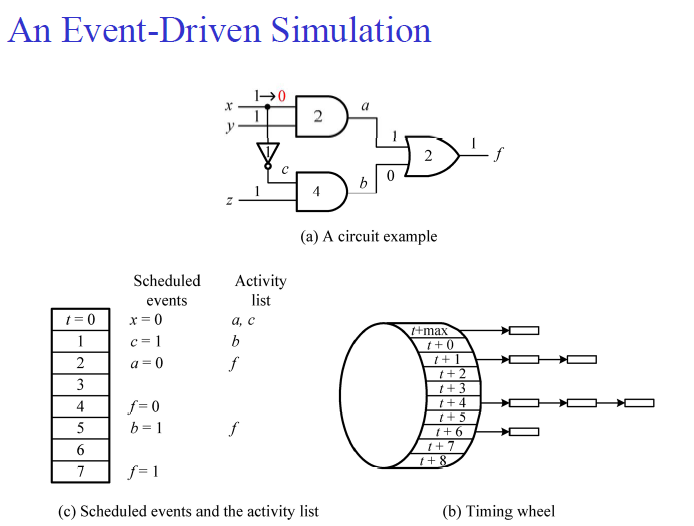 An Event-Driven Simulation
1→0
x
1
y
2
a
1
1
2
f
0
b
1
c
4
1
z
(a) A circuit example
Scheduled events
Activity list
t = 0 x = 0 a, c
1 c = 1 b
2 a = 0 f
3
4 f = 0
5 b = 1 f
6
7 f = 1
(c) Scheduled events and the activity list
t+max
t + 0
t + 1
t + 2
t + 3
t + 4
t + 5
t + 6
t + 7
t + 8
(b) Timing wheel